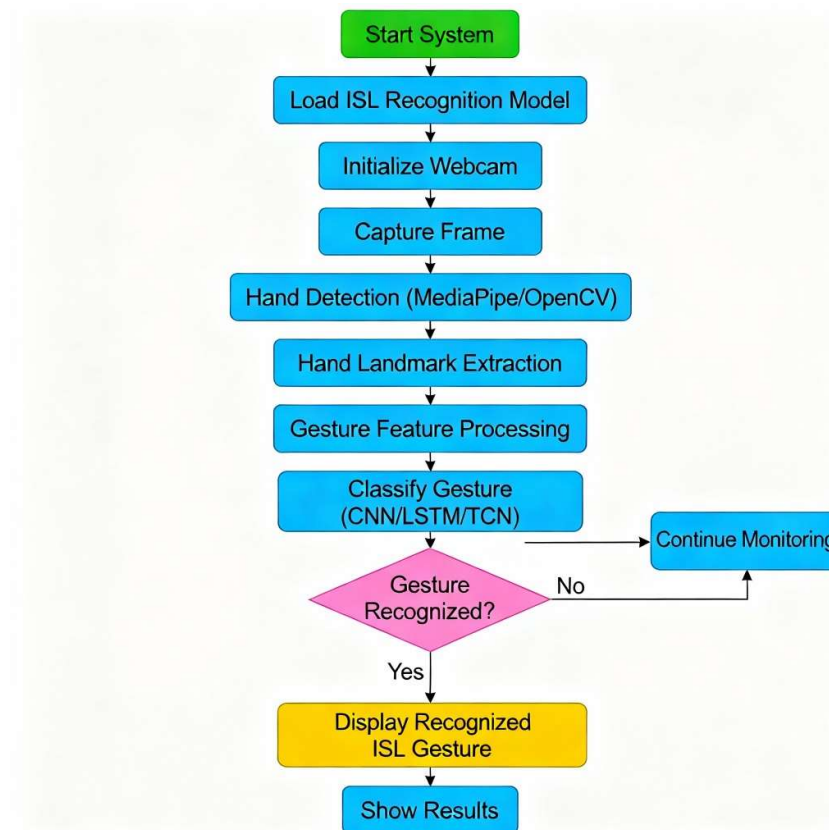 Start System
Load ISL Recognition Model
Initialize Webcam
Capture Frame
Hand Detection (MediaPipe/OpenCV)
Hand Landmark Extraction
Gesture Feature Processing
Classify Gesture
(CNN/LSTM/TCN)
Continue Monitoring
Gesture
Recognized?
No
Yes
Display Recognized
ISL Gesture
Show Results